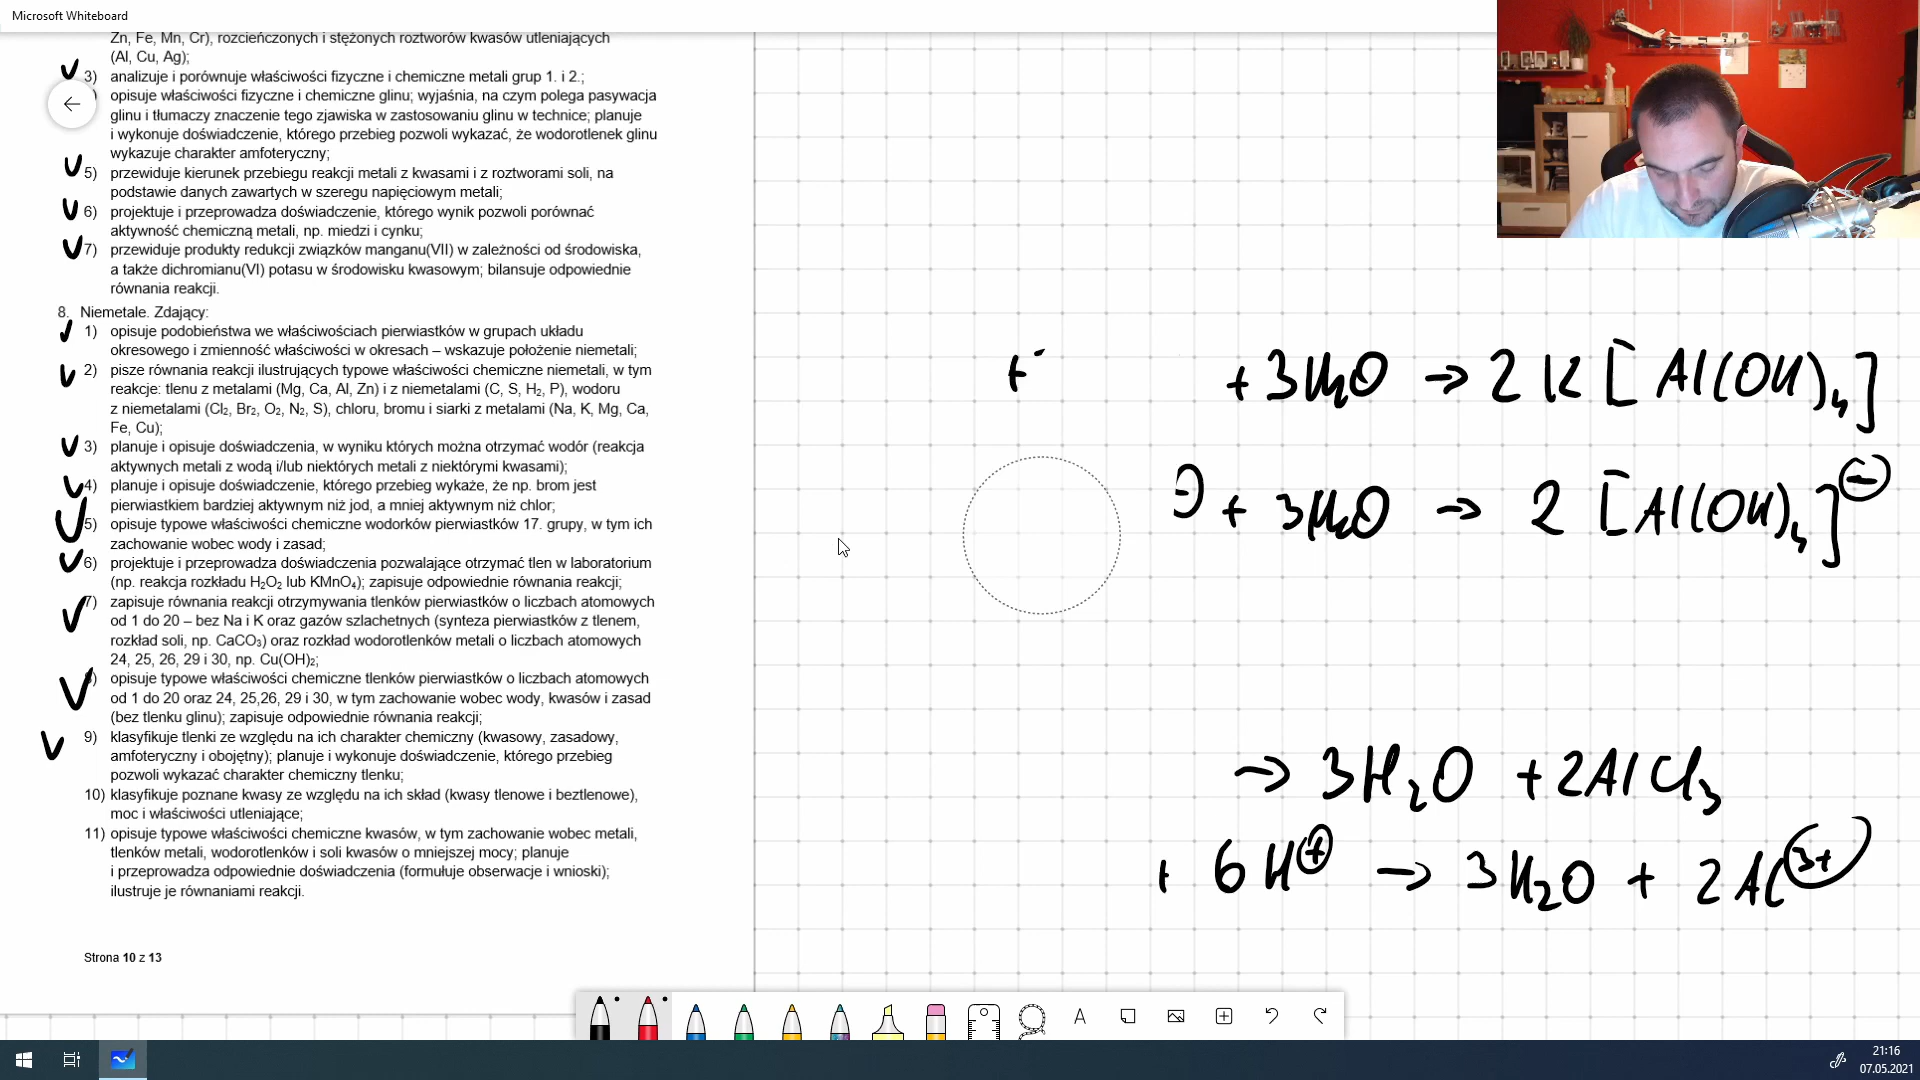 Microsoft Whiteboard
Zn, Fe, Mn, Cr), rozcieńczonych i stężonych roztworów kwasów utleniających
(Al, Cu, Ag);
3) analizuje i porównuje właściwości fizyczne i chemiczne metali grup 1. i 2.;
opisuje właściwości fizyczne i chemiczne glinu; wyjaśnia, na czym polega pasywacja
glinu i tłumaczy znaczenie tego zjawiska w zastosowaniu glinu w technice; planuje
i wykonuje doświadczenie, którego przebieg pozwoli wykazać, że wodorotlenek glinu
wykazuje charakter amfoteryczny;
5) przewiduje kierunek przebiegu reakcji metali z kwasami i z roztworami soli, na
podstawie danych zawartych w szeregu napięciowym metali;
6) projektuje i przeprowadza doświadczenie, którego wynik pozwoli porównać
aktywność chemiczną metali, np. miedzi i cynku;
7) przewiduje produkty redukcji związków manganu(VII) w zależności od środowiska,
a także dichromianu(VI) potasu w środowisku kwasowym; bilansuje odpowiednie
równania reakcji.
8. Niemetale. Zdający:
1) opisuje podobieństwa we właściwościach pierwiastków w grupach układu
okresowego i zmienność właściwości w okresach – wskazuje położenie niemetali;
2) pisze równania reakcji ilustrujących typowe właściwości chemiczne niemetali, w tym
reakcje: tlenu z metalami (Mg, Ca, Al, Zn) i z niemetalami (C, S, H₂, P), wodoru
z niemetalami (Cl₂, Br₂, O₂, N₂, S), chloru, bromu i siarki z metalami (Na, K, Mg, Ca,
Fe, Cu);
3) planuje i opisuje doświadczenia, w wyniku których można otrzymać wodór (reakcja
aktywnych metali z wodą i/lub niektórych metali z niektórymi kwasami);
4) planuje i opisuje doświadczenie, którego przebieg wykaże, że np. brom jest
pierwiastkiem bardziej aktywnym niż jod, a mniej aktywnym niż chlor;
5) opisuje typowe właściwości chemiczne wodorków pierwiastków 17. grupy, w tym ich
zachowanie wobec wody i zasad;
6) projektuje i przeprowadza doświadczenia pozwalające otrzymać tlen w laboratorium
(np. reakcja rozkładu H₂O₂ lub KMnO₄); zapisuje odpowiednie równania reakcji;
7) zapisuje równania reakcji otrzymywania tlenków pierwiastków o liczbach atomowych
od 1 do 20 – bez Na i K oraz gazów szlachetnych (synteza pierwiastków z tlenem,
rozkład soli, np. CaCO₃) oraz rozkład wodorotlenków metali o liczbach atomowych
24, 25, 26, 29 i 30, np. Cu(OH)₂;
8) opisuje typowe właściwości chemiczne tlenków pierwiastków o liczbach atomowych
od 1 do 20 oraz 24, 25,26, 29 i 30, w tym zachowanie wobec wody, kwasów i zasad
(bez tlenku glinu); zapisuje odpowiednie równania reakcji;
9) klasyfikuje tlenki ze względu na ich charakter chemiczny (kwasowy, zasadowy,
amfoteryczny i obojętny); planuje i wykonuje doświadczenie, którego przebieg
pozwoli wykazać charakter chemiczny tlenku;
10) klasyfikuje poznane kwasy ze względu na ich skład (kwasy tlenowe i beztlenowe),
moc i właściwości utleniające;
11) opisuje typowe właściwości chemiczne kwasów, w tym zachowanie wobec metali,
tlenków metali, wodorotlenków i soli kwasów o mniejszej mocy; planuje
i przeprowadza odpowiednie doświadczenia (formułuje obserwacje i wnioski);
ilustruje je równaniami reakcji.
Strona 10 z 13
+3H₂O → 2K[Al(OH)₄]
+ 3H₂O → 2 [Al(OH)₄]⁻
→ 3H₂O + 2AlCl₃
+ 6H⁺ → 3H₂O + 2Al³⁺
A
21:16
07.05.2021